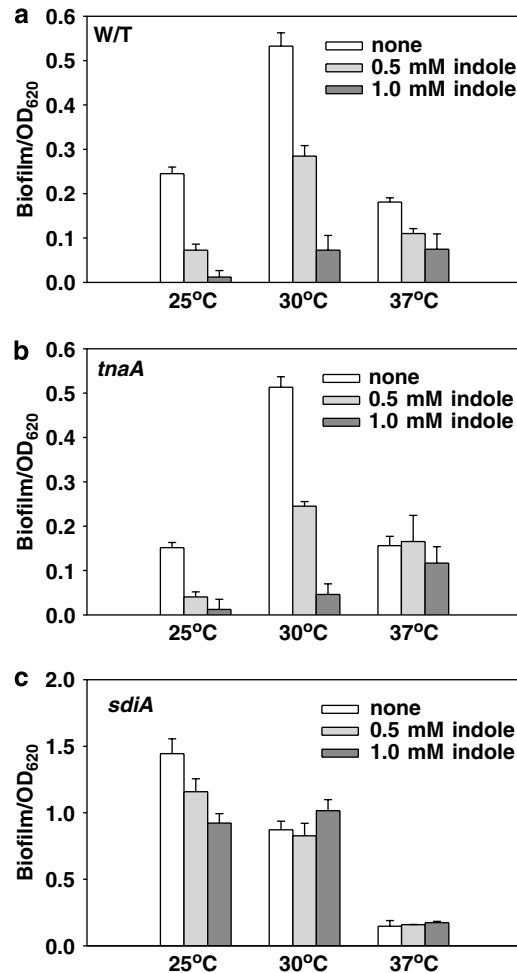 a
W/T
none
0.5 mM indole
1.0 mM indole
Biofilm/OD620
0.6
0.5
0.4
0.3
0.2
0.1
0.0
25°C 30°C 37°C
b
tnaA
none
0.5 mM indole
1.0 mM indole
Biofilm/OD620
0.6
0.5
0.4
0.3
0.2
0.1
0.0
25°C 30°C 37°C
c
sdiA
none
0.5 mM indole
1.0 mM indole
Biofilm/OD620
2.0
1.5
1.0
0.5
0.0
25°C 30°C 37°C